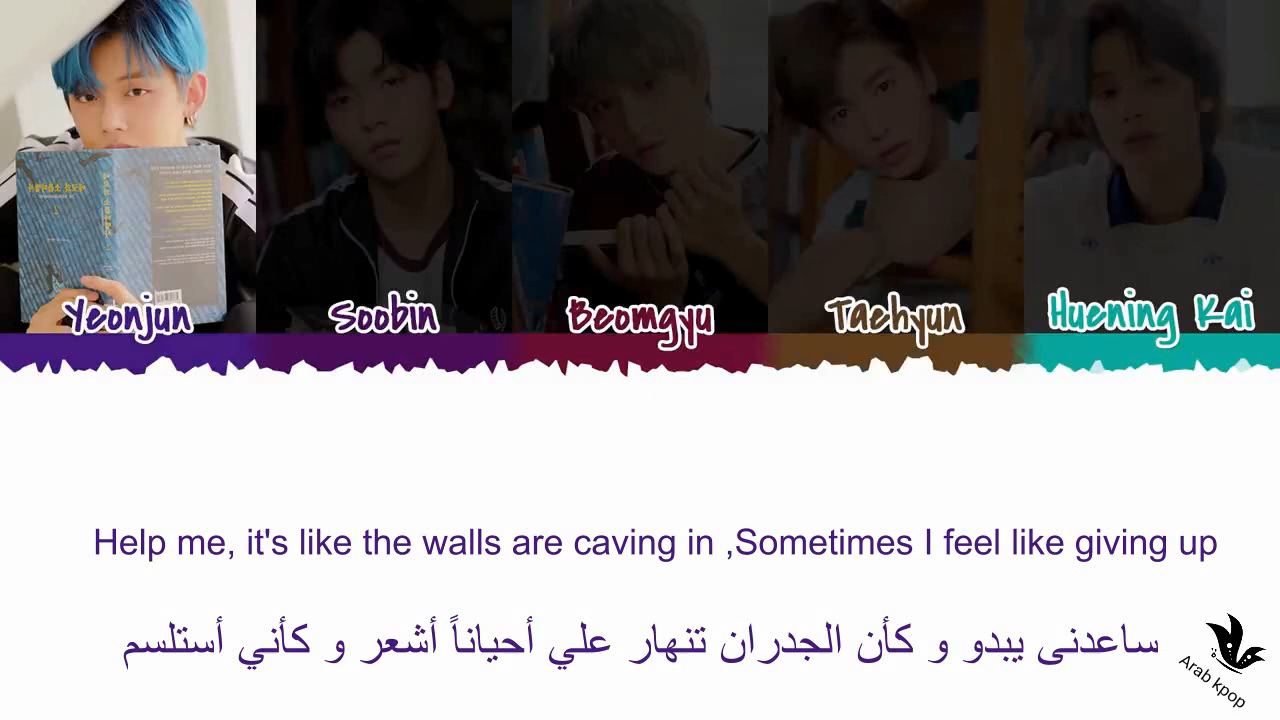 Yeonjun Soobin Beomgyu Taehyun Huening Kai
Help me, it's like the walls are caving in ,Sometimes I feel like giving up
ساعدنى يبدو و كأن الجدران تنهار علي أحياناً أشعر و كأني أستلسم
Arab kpop